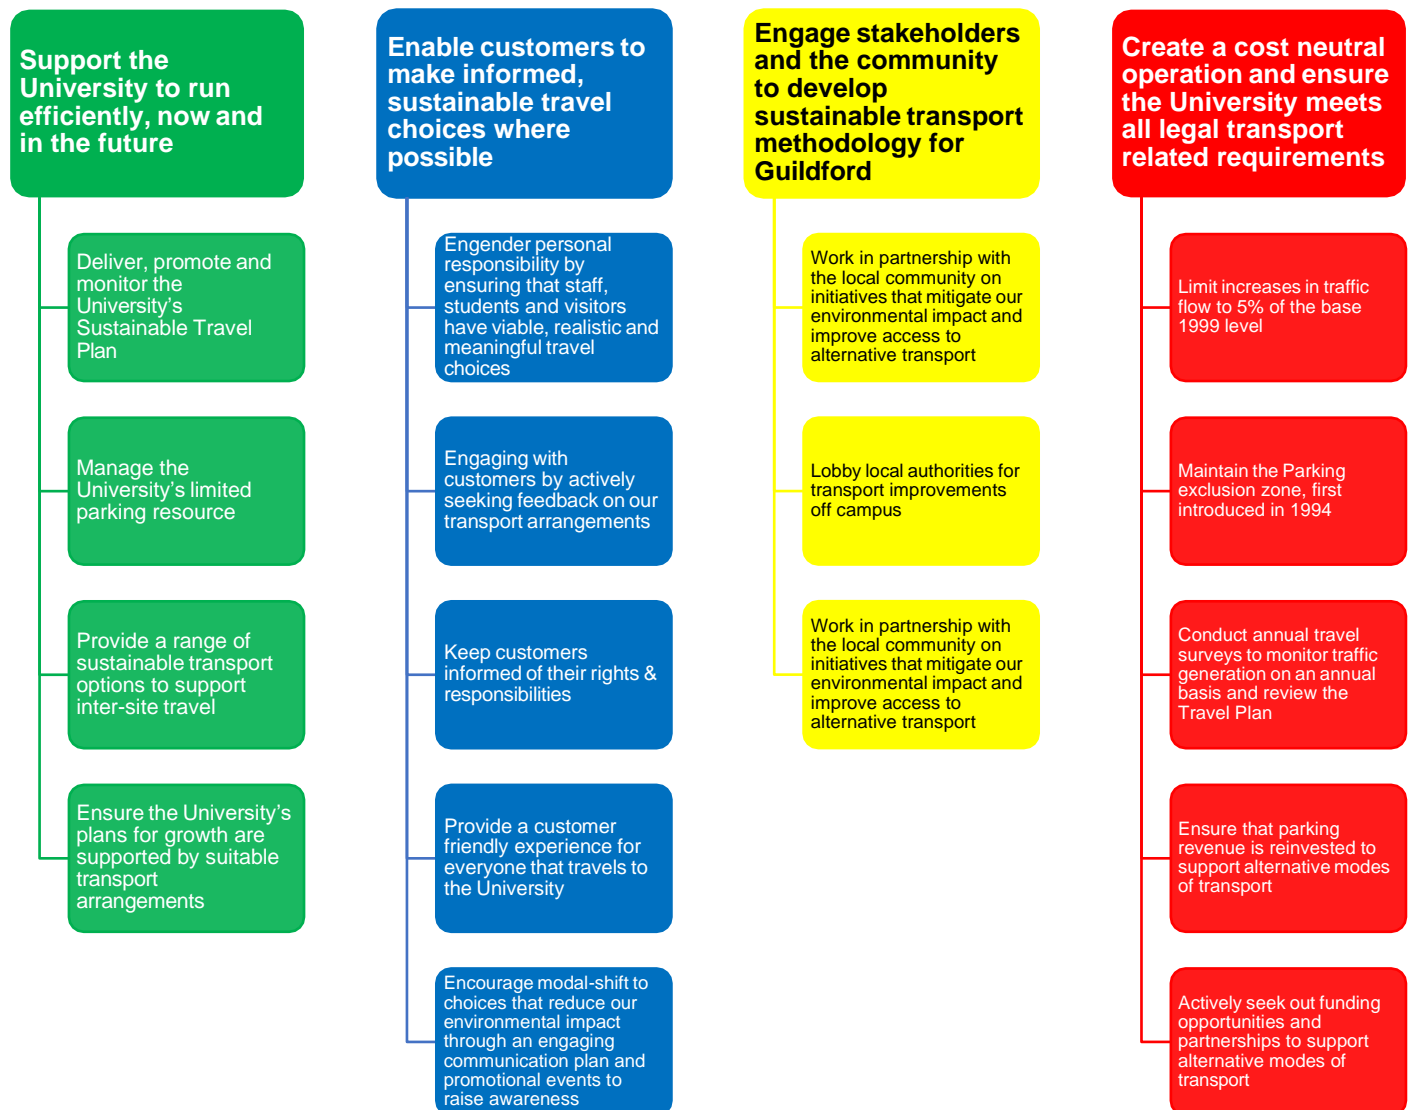 Support the
University to run
efficiently, now and
in the future
Deliver, promote and
monitor the
University’s
Sustainable Travel
Plan
Manage the
University’s limited
parking resource
Provide a range of
sustainable transport
options to support
inter-site travel
Ensure the University’s
plans for growth are
supported by suitable
transport
arrangements
Enable customers to
make informed,
sustainable travel
choices where
possible
Engender personal
responsibility by
ensuring that staff,
students and visitors
have viable, realistic and
meaningful travel
choices
Engaging with
customers by actively
seeking feedback on our
transport arrangements
Keep customers
informed of their rights &
responsibilities
Provide a customer
friendly experience for
everyone that travels to
the University
Encourage modal-shift to
choices that reduce our
environmental impact
through an engaging
communication plan and
promotional events to
raise awareness
Engage stakeholders
and the community
to develop
sustainable transport
methodology for
Guildford
Work in partnership with
the local community on
initiatives that mitigate our
environmental impact and
improve access to
alternative transport
Lobby local authorities for
transport improvements
off campus
Work in partnership with
the local community on
initiatives that mitigate our
environmental impact and
improve access to
alternative transport
Create a cost neutral
operation and ensure
the University meets
all legal transport
related requirements
Limit increases in traffic
flow to 5% of the base
1999 level
Maintain the Parking
exclusion zone, first
introduced in 1994
Conduct annual travel
surveys to monitor traffic
generation on an annual
basis and review the
Travel Plan
Ensure that parking
revenue is reinvested to
support alternative modes
of transport
Actively seek out funding
opportunities and
partnerships to support
alternative modes of
transport